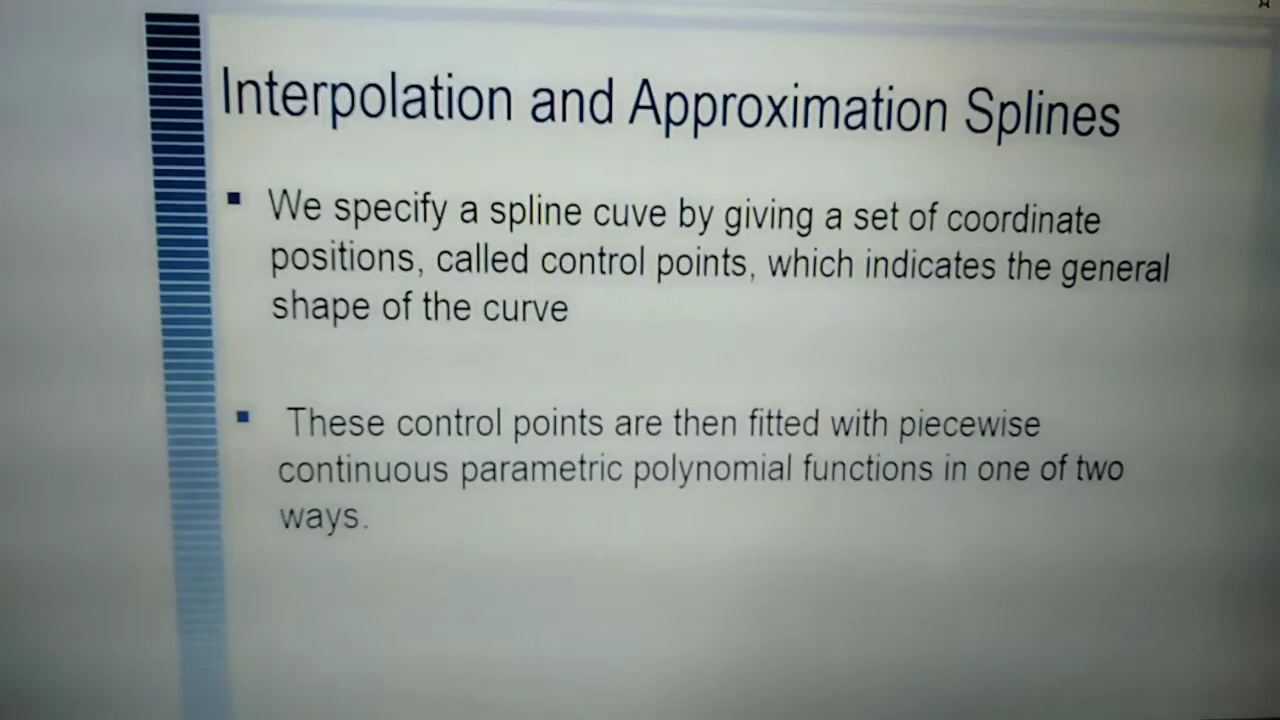 Interpolation and Approximation Splines
We specify a spline cuve by giving a set of coordinate
positions, called control points, which indicates the general
shape of the curve
These control points are then fitted with piecewise
continuous parametric polynomial functions in one of two
ways.